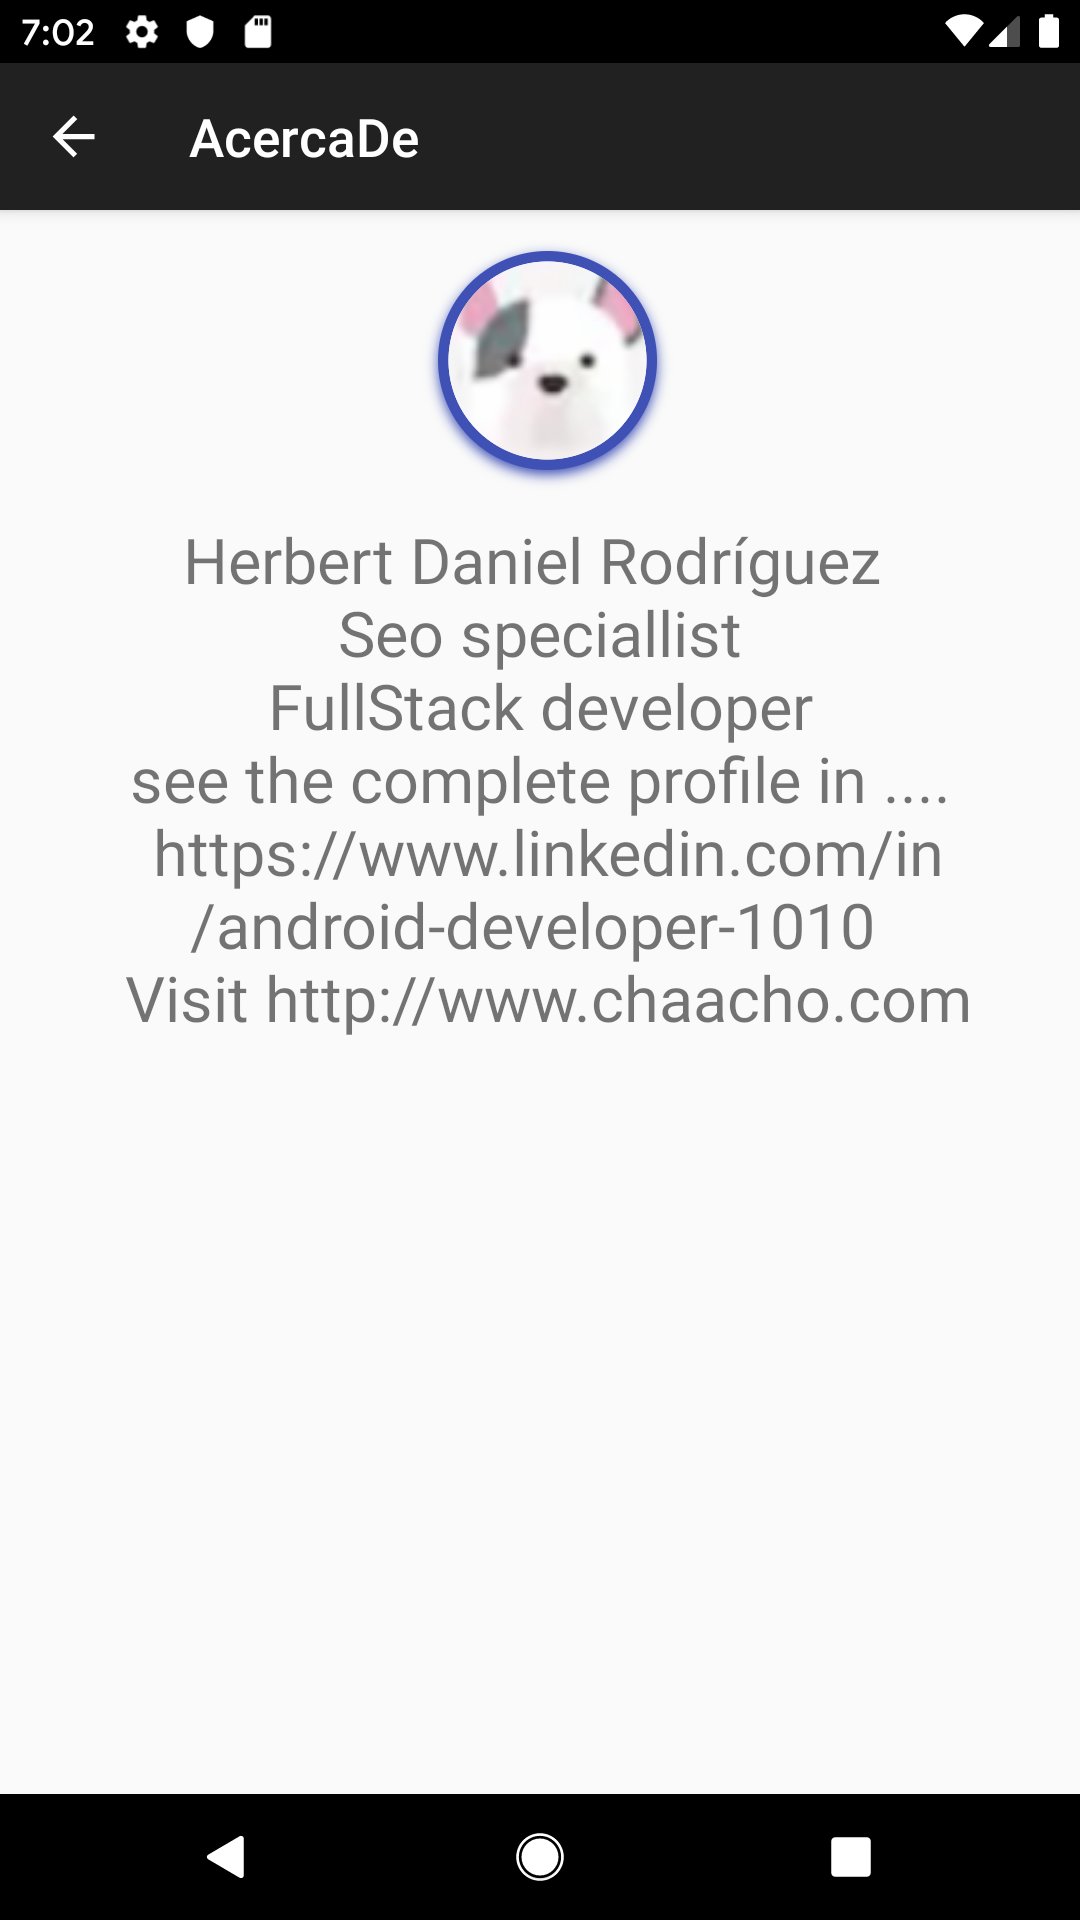 7:02
AcercaDe
Herbert Daniel Rodríguez
Seo speciallist
FullStack developer
see the complete profile in ....
https://www.linkedin.com/in
/android-developer-1010
Visit http://www.chaacho.com